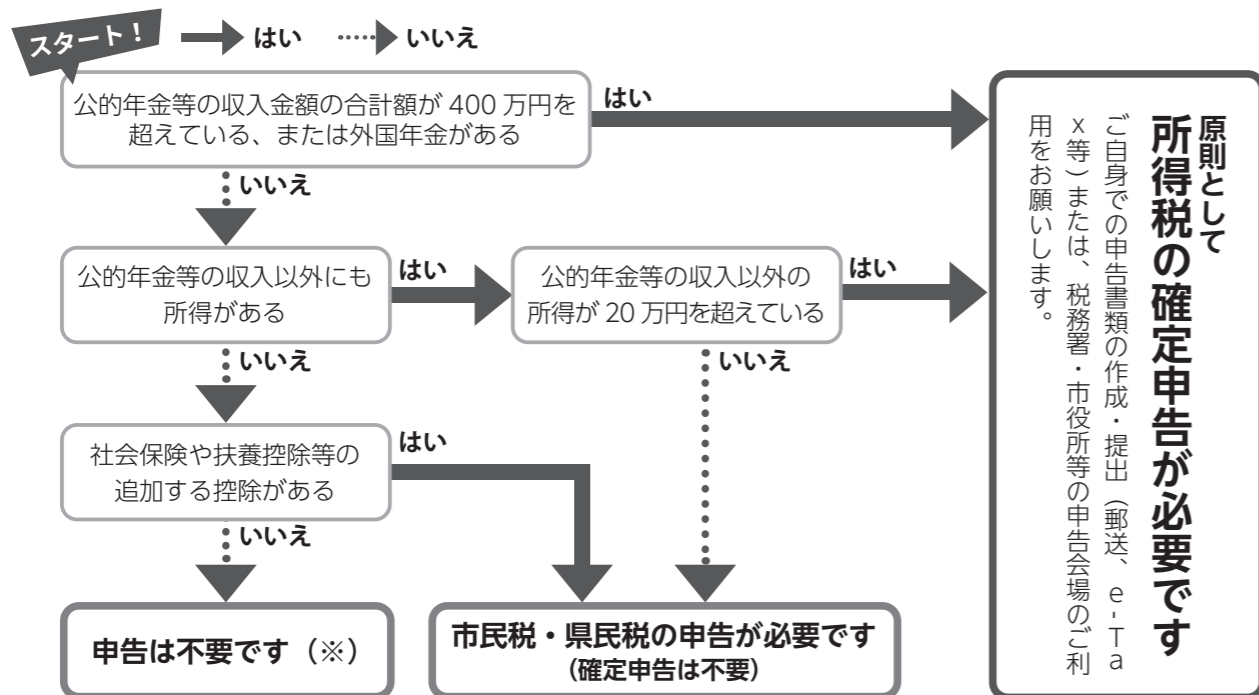 スタート！
はい
いいえ
公的年金等の収入金額の合計額が 400 万円を
超えている、または外国年金がある
はい
いいえ
公的年金等の収入以外にも
所得がある
はい
公的年金等の収入以外の
所得が 20 万円を超えている
はい
いいえ
いいえ
社会保険や扶養控除等の
追加する控除がある
はい
いいえ
申告は不要です（※）
市民税・県民税の申告が必要です
（確定申告は不要）
原則として
所得税の確定申告が必要です
ご自身での申告書類の作成・提出（郵送、e-Ta
x等）または、税務署・市役所等の申告会場のご利
用をお願いします。